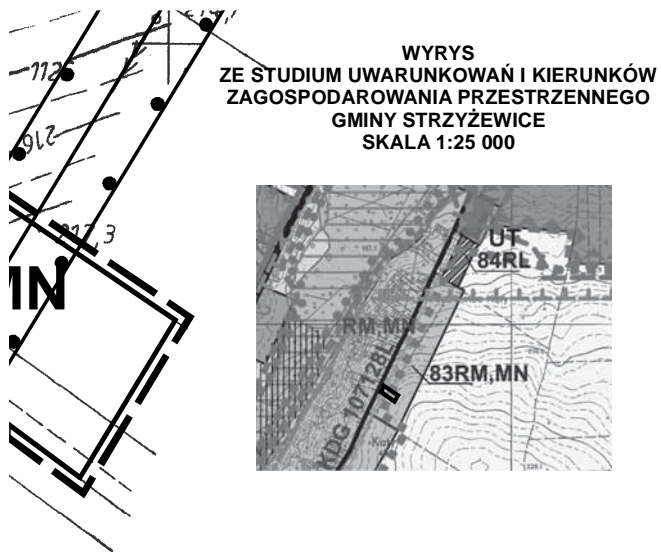 WYRYS
ZE STUDIUM UWARUNKOWAŃ I KIERUNKÓW
ZAGOSPODAROWANIA PRZESTRZENNEGO
GMINY STRZYŻEWICE
SKALA 1:25 000
MN
UT
84RL
RM,MN
83RM,MN
KDG 107128L